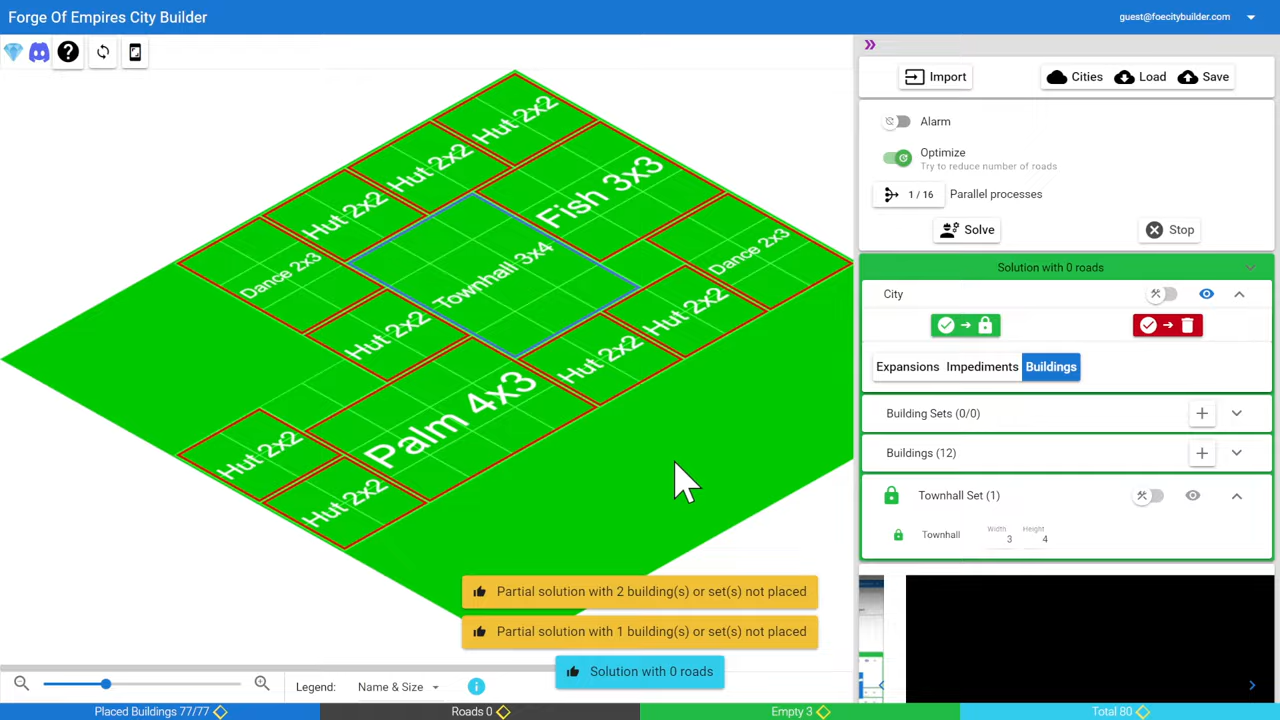 Forge Of Empires City Builder
guest@foecitybuilder.com
Import
Cities
Load
Save
Alarm
Optimize
Try to reduce number of roads
1 / 16
Parallel processes
Solve
Stop
Solution with 0 roads
City
Expansions
Impediments
Buildings
Building Sets (0/0)
Buildings (12)
Townhall Set (1)
Townhall
Width
3
Height
4
Hut 2x2
Hut 2x2
Fish 3x3
Hut 2x2
Dance 2x3
Townhall 3x4
Dance 2x3
Hut 2x2
Hut 2x2
Hut 2x2
Palm 4x3
Hut 2x2
Hut 2x2
Partial solution with 2 building(s) or set(s) not placed
Partial solution with 1 building(s) or set(s) not placed
Solution with 0 roads
Legend:
Name & Size
Placed Buildings 77/77
Roads 0
Empty 3
Total 80